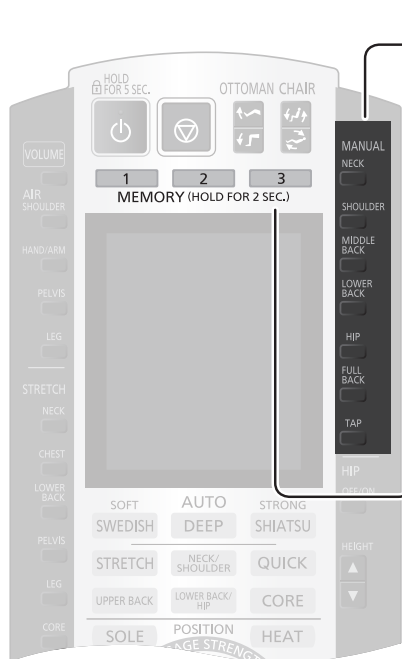 HOLD
FOR 5 SEC.
OTTOMAN CHAIR
1 2 3
MEMORY (HOLD FOR 2 SEC.)
VOLUME
AIR
SHOULDER
HAND/ARM
PELVIS
LEG
STRETCH
NECK
CHEST
LOWER
BACK
PELVIS
LEG
CORE
MANUAL
NECK
SHOULDER
MIDDLE
BACK
LOWER
BACK
HIP
FULL
BACK
TAP
HIP
OFF/ON
HEIGHT
SOFT AUTO STRONG
SWEDISH DEEP SHIATSU
STRETCH NECK/
SHOULDER QUICK
UPPER BACK LOWER BACK/
HIP CORE
SOLE POSITION HEAT